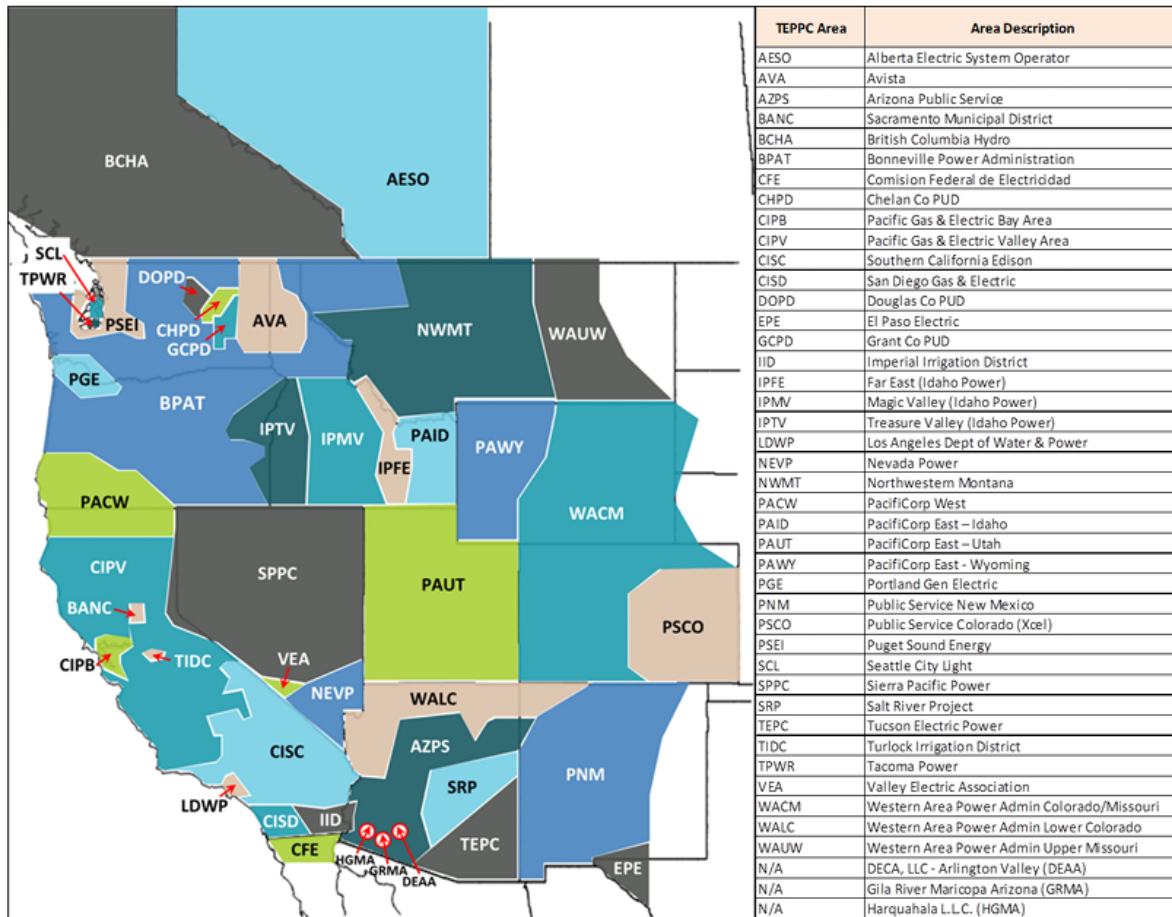 BCHA
AESO
SCL
TPWR
DOPD
PSEI
CHPD
GCPD
AVA
NWMT
WAUW
PGE
BPAT
IPTV
IPMV
IPFE
PAID
PAWY
WACM
PACW
CIPV
BANC
CIPB
TIDC
SPPC
VEA
NEVP
PAUT
PSCO
WALC
CISC
AZPS
SRP
PNM
LDWP
CISD
IID
CFE
HGMA
GRMA
DEAA
TEPC
EPE
TEPPC Area Area Description
AESO Alberta Electric System Operator
AVA Avista
AZPS Arizona Public Service
BANC Sacramento Municipal District
BCHA British Columbia Hydro
BPAT Bonneville Power Administration
CFE Comision Federal de Electricidad
CHPD Chelan Co PUD
CIPB Pacific Gas & Electric Bay Area
CIPV Pacific Gas & Electric Valley Area
CISC Southern California Edison
CISD San Diego Gas & Electric
DOPD Douglas Co PUD
EPE El Paso Electric
GCPD Grant Co PUD
IID Imperial Irrigation District
IPFE Far East (Idaho Power)
IPMV Magic Valley (Idaho Power)
IPTV Treasure Valley (Idaho Power)
LDWP Los Angeles Dept of Water & Power
NEVP Nevada Power
NWMT Northwestern Montana
PACW PacifiCorp West
PAID PacifiCorp East – Idaho
PAUT PacifiCorp East – Utah
PAWY PacifiCorp East - Wyoming
PGE Portland Gen Electric
PNM Public Service New Mexico
PSCO Public Service Colorado (Xcel)
PSEI Puget Sound Energy
SCL Seattle City Light
SPPC Sierra Pacific Power
SRP Salt River Project
TEPC Tucson Electric Power
TIDC Turlock Irrigation District
TPWR Tacoma Power
VEA Valley Electric Association
WACM Western Area Power Admin Colorado/Missouri
WALC Western Area Power Admin Lower Colorado
WAUW Western Area Power Admin Upper Missouri
N/A DECA, LLC - Arlington Valley (DEAA)
N/A Gila River Maricopa Arizona (GRMA)
N/A Harquahala L.L.C. (HGMA)